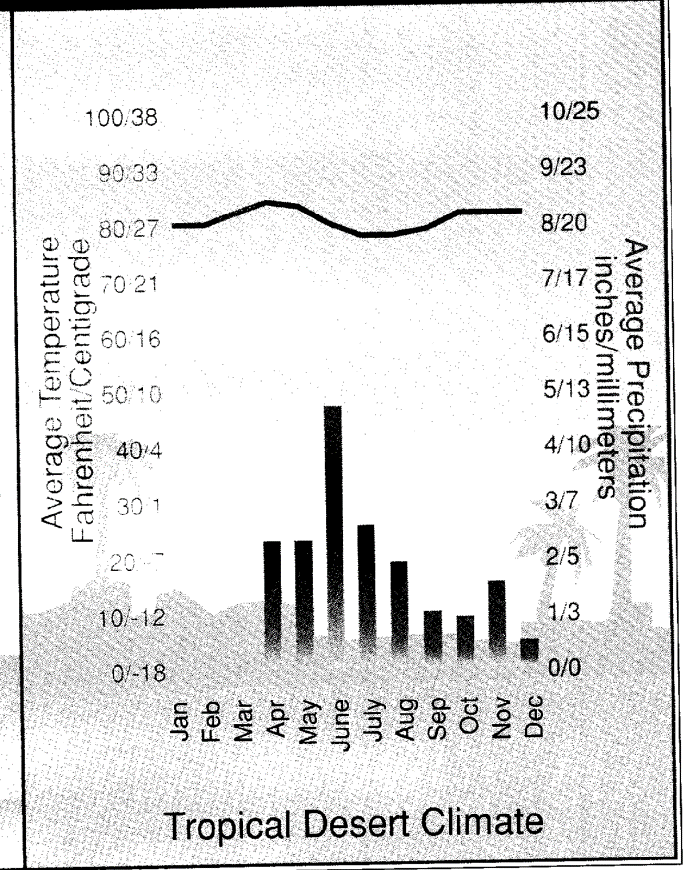 100/38
90/33
80/27
70/21
60/16
50/10
40/4
30/1
20/-7
10/-12
0/-18
Average Temperature
Fahrenheit/Centigrade
10/25
9/23
8/20
7/17
6/15
5/13
4/10
3/7
2/5
1/3
0/0
Average Precipitation
inches/millimeters
Jan
Feb
Mar
Apr
May
June
July
Aug
Sep
Oct
Nov
Dec
Tropical Desert Climate